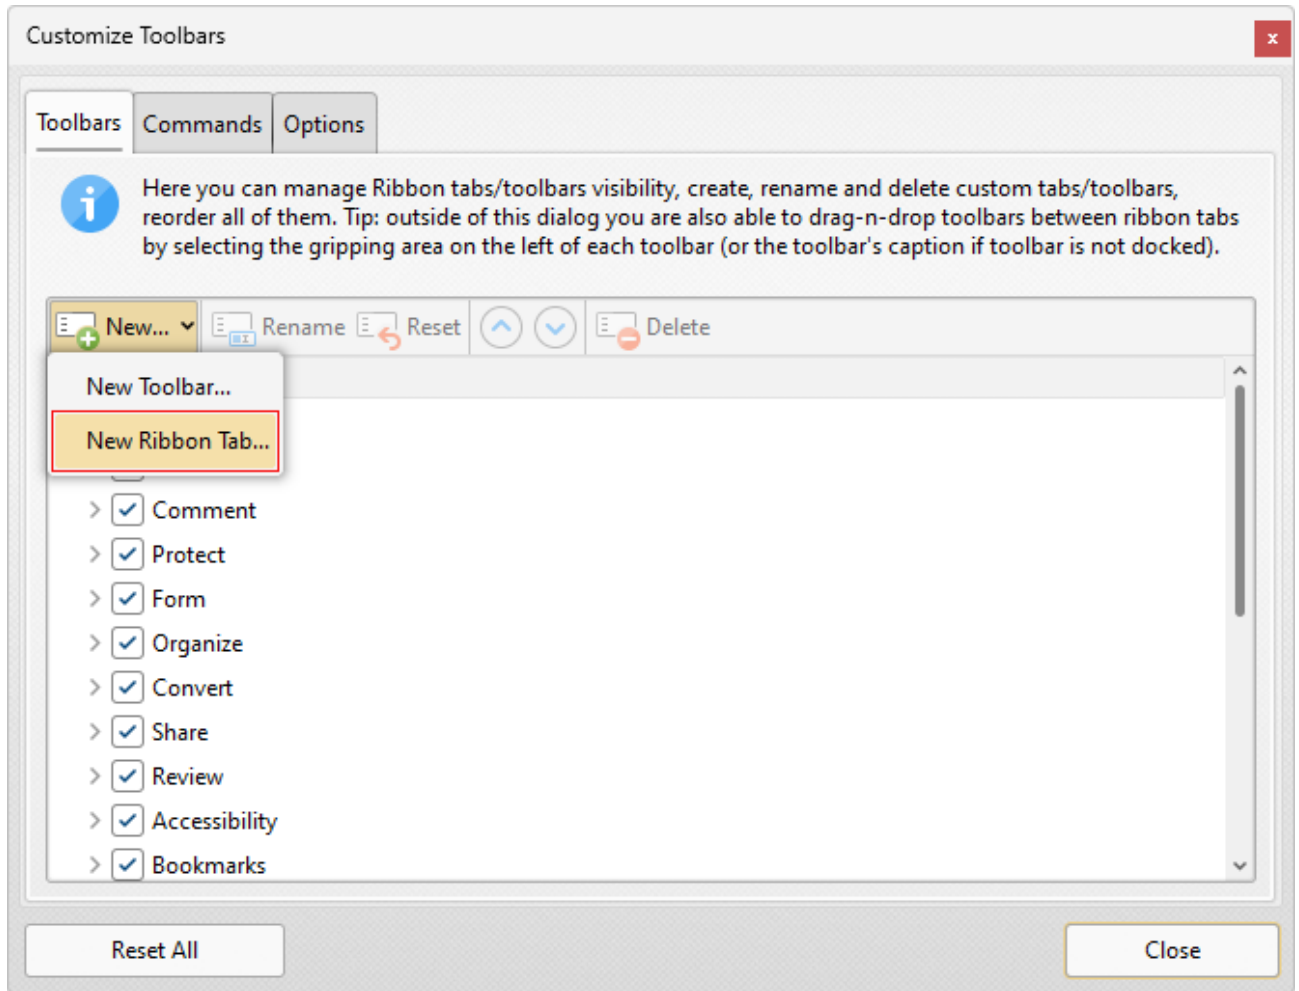 Customize Toolbars
x
Toolbars Commands Options
Here you can manage Ribbon tabs/toolbars visibility, create, rename and delete custom tabs/toolbars,
reorder all of them. Tip: outside of this dialog you are also able to drag-n-drop toolbars between ribbon tabs
by selecting the gripping area on the left of each toolbar (or the toolbar's caption if toolbar is not docked).
New... Rename Reset Delete
New Toolbar...
New Ribbon Tab...
Comment
Protect
Form
Organize
Convert
Share
Review
Accessibility
Bookmarks
Reset All Close